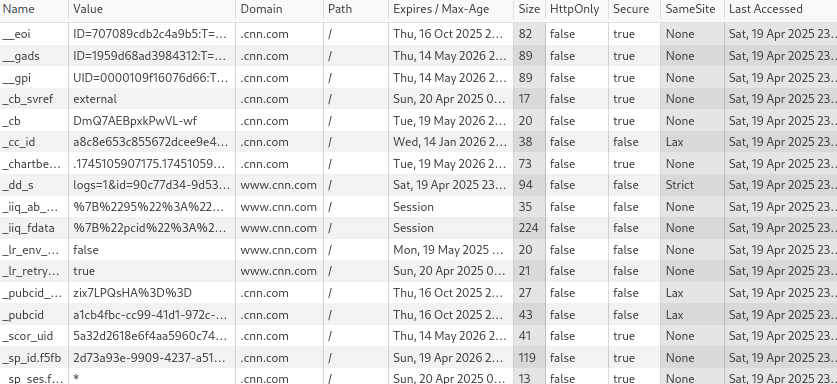 Name Value Domain Path Expires / Max-Age Size HttpOnly Secure SameSite Last Accessed
__eoi ID=707089cdb2c4a9b5:T=... .cnn.com / Thu, 16 Oct 2025 2... 82 false true None Sat, 19 Apr 2025 23...
__gads ID=1959d68ad3984312:T=... .cnn.com / Thu, 14 May 2026 2... 89 false true None Sat, 19 Apr 2025 23...
__gpi UID=0000109f16076d66:T... .cnn.com / Thu, 14 May 2026 2... 89 false true None Sat, 19 Apr 2025 23...
_cb_svref external .cnn.com / Sun, 20 Apr 2025 0... 17 false true None Sat, 19 Apr 2025 23...
_cb DmQ7AEBpxkPwVL-wf .cnn.com / Tue, 19 May 2026 2... 20 false true None Sat, 19 Apr 2025 23...
_cc_id a8c8e653c855672dcee9e4... .cnn.com / Wed, 14 Jan 2026 2... 38 false false Lax Sat, 19 Apr 2025 23...
_chartbe... .1745105907175.17451059... .cnn.com / Tue, 19 May 2026 2... 73 false true None Sat, 19 Apr 2025 23...
_dd_s logs=1&id=90c77d34-9d53... www.cnn.com / Sat, 19 Apr 2025 23... 94 false false Strict Sat, 19 Apr 2025 23...
_iiq_ab_... %7B%2295%22%3A%22... www.cnn.com / Session 35 false false None Sat, 19 Apr 2025 23...
_iiq_fdata %7B%22pcid%22%3A%2... www.cnn.com / Session 224 false false None Sat, 19 Apr 2025 23...
_lr_env_... false www.cnn.com / Mon, 19 May 2025 ... 20 false false None Sat, 19 Apr 2025 23...
_lr_retry... true www.cnn.com / Sun, 20 Apr 2025 0... 21 false false None Sat, 19 Apr 2025 23...
_pubcid_... zix7LPQsHA%3D%3D .cnn.com / Thu, 16 Oct 2025 2... 27 false false Lax Sat, 19 Apr 2025 23...
_pubcid a1cb4fbc-cc99-41d1-972c-... .cnn.com / Thu, 16 Oct 2025 2... 43 false false Lax Sat, 19 Apr 2025 23...
_scor_uid 5a32d2618e6f4aa5960c74... .cnn.com / Thu, 14 May 2026 2... 41 false true None Sat, 19 Apr 2025 23...
_sp_id.f5fb 2d73a93e-9909-4237-a51... .cnn.com / Sun, 19 Apr 2026 2... 119 false true None Sat, 19 Apr 2025 23...
_sp_ses.f... * .cnn.com / Sun, 20 Apr 2025 0... 13 false true None Sat, 19 Apr 2025 23...